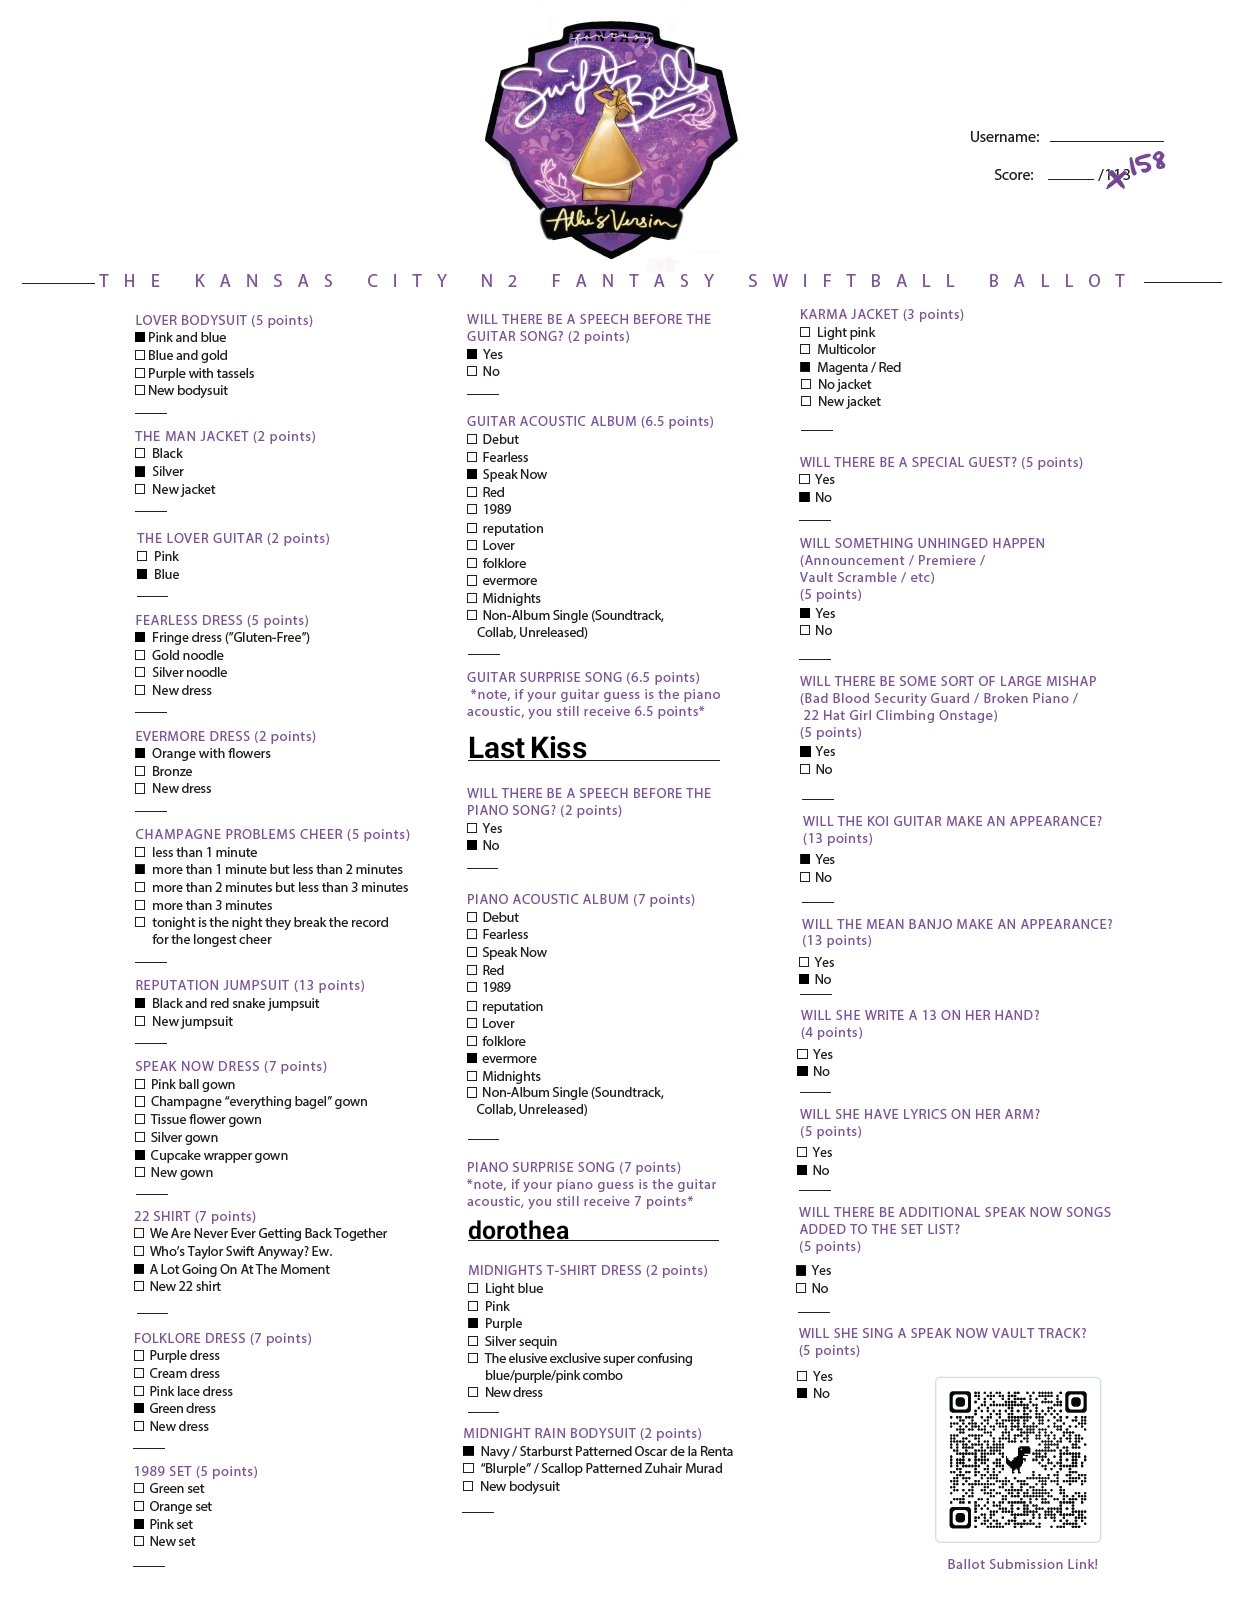 fantasy
Swift Ball
Allie's Version
Username:
Score: /113 158
THE KANSAS CITY N2 FANTASY SWIFTBALL BALLOT
LOVER BODYSUIT (5 points)
Pink and blue
Blue and gold
Purple with tassels
New bodysuit
THE MAN JACKET (2 points)
Black
Silver
New jacket
THE LOVER GUITAR (2 points)
Pink
Blue
FEARLESS DRESS (5 points)
Fringe dress ("Gluten-Free")
Gold noodle
Silver noodle
New dress
EVERMORE DRESS (2 points)
Orange with flowers
Bronze
New dress
CHAMPAGNE PROBLEMS CHEER (5 points)
less than 1 minute
more than 1 minute but less than 2 minutes
more than 2 minutes but less than 3 minutes
more than 3 minutes
tonight is the night they break the record
for the longest cheer
REPUTATION JUMPSUIT (13 points)
Black and red snake jumpsuit
New jumpsuit
SPEAK NOW DRESS (7 points)
Pink ball gown
Champagne “everything bagel” gown
Tissue flower gown
Silver gown
Cupcake wrapper gown
New gown
22 SHIRT (7 points)
We Are Never Ever Getting Back Together
Who’s Taylor Swift Anyway? Ew.
A Lot Going On At The Moment
New 22 shirt
FOLKLORE DRESS (7 points)
Purple dress
Cream dress
Pink lace dress
Green dress
New dress
1989 SET (5 points)
Green set
Orange set
Pink set
New set
WILL THERE BE A SPEECH BEFORE THE
GUITAR SONG? (2 points)
Yes
No
GUITAR ACOUSTIC ALBUM (6.5 points)
Debut
Fearless
Speak Now
Red
1989
reputation
Lover
folklore
evermore
Midnights
Non-Album Single (Soundtrack,
Collab, Unreleased)
GUITAR SURPRISE SONG (6.5 points)
*note, if your guitar guess is the piano
acoustic, you still receive 6.5 points*
Last Kiss
WILL THERE BE A SPEECH BEFORE THE
PIANO SONG? (2 points)
Yes
No
PIANO ACOUSTIC ALBUM (7 points)
Debut
Fearless
Speak Now
Red
1989
reputation
Lover
folklore
evermore
Midnights
Non-Album Single (Soundtrack,
Collab, Unreleased)
PIANO SURPRISE SONG (7 points)
*note, if your piano guess is the guitar
acoustic, you still receive 7 points*
dorothea
MIDNIGHTS T-SHIRT DRESS (2 points)
Light blue
Pink
Purple
Silver sequin
The elusive exclusive super confusing
blue/purple/pink combo
New dress
MIDNIGHT RAIN BODYSUIT (2 points)
Navy / Starburst Patterned Oscar de la Renta
“Blurple” / Scallop Patterned Zuhair Murad
New bodysuit
KARMA JACKET (3 points)
Light pink
Multicolor
Magenta / Red
No jacket
New jacket
WILL THERE BE A SPECIAL GUEST? (5 points)
Yes
No
WILL SOMETHING UNHINGED HAPPEN
(Announcement / Premiere /
Vault Scramble / etc)
(5 points)
Yes
No
WILL THERE BE SOME SORT OF LARGE MISHAP
(Bad Blood Security Guard / Broken Piano /
22 Hat Girl Climbing Onstage)
(5 points)
Yes
No
WILL THE KOI GUITAR MAKE AN APPEARANCE?
(13 points)
Yes
No
WILL THE MEAN BANJO MAKE AN APPEARANCE?
(13 points)
Yes
No
WILL SHE WRITE A 13 ON HER HAND?
(4 points)
Yes
No
WILL SHE HAVE LYRICS ON HER ARM?
(5 points)
Yes
No
WILL THERE BE ADDITIONAL SPEAK NOW SONGS
ADDED TO THE SET LIST?
(5 points)
Yes
No
WILL SHE SING A SPEAK NOW VAULT TRACK?
(5 points)
Yes
No
Ballot Submission Link!